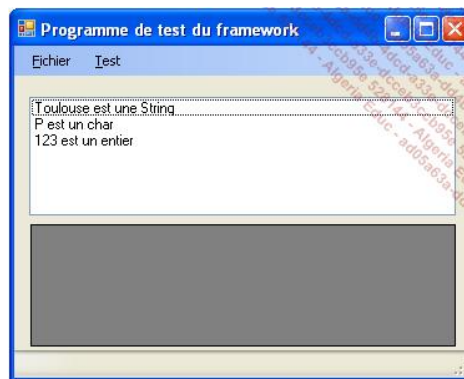 Programme de test du framework
Fichier Test
Toulouse est une String
P est un char
123 est un entier